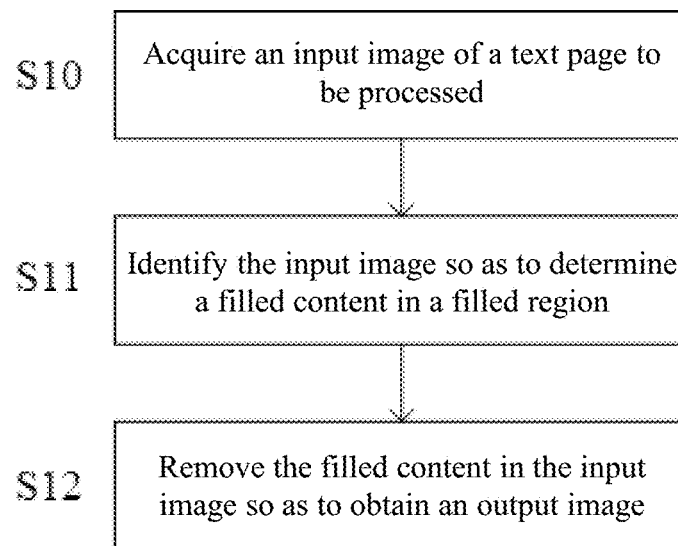 S10
Acquire an input image of a text page to
be processed
S11
Identify the input image so as to determine
a filled content in a filled region
S12
Remove the filled content in the input
image so as to obtain an output image